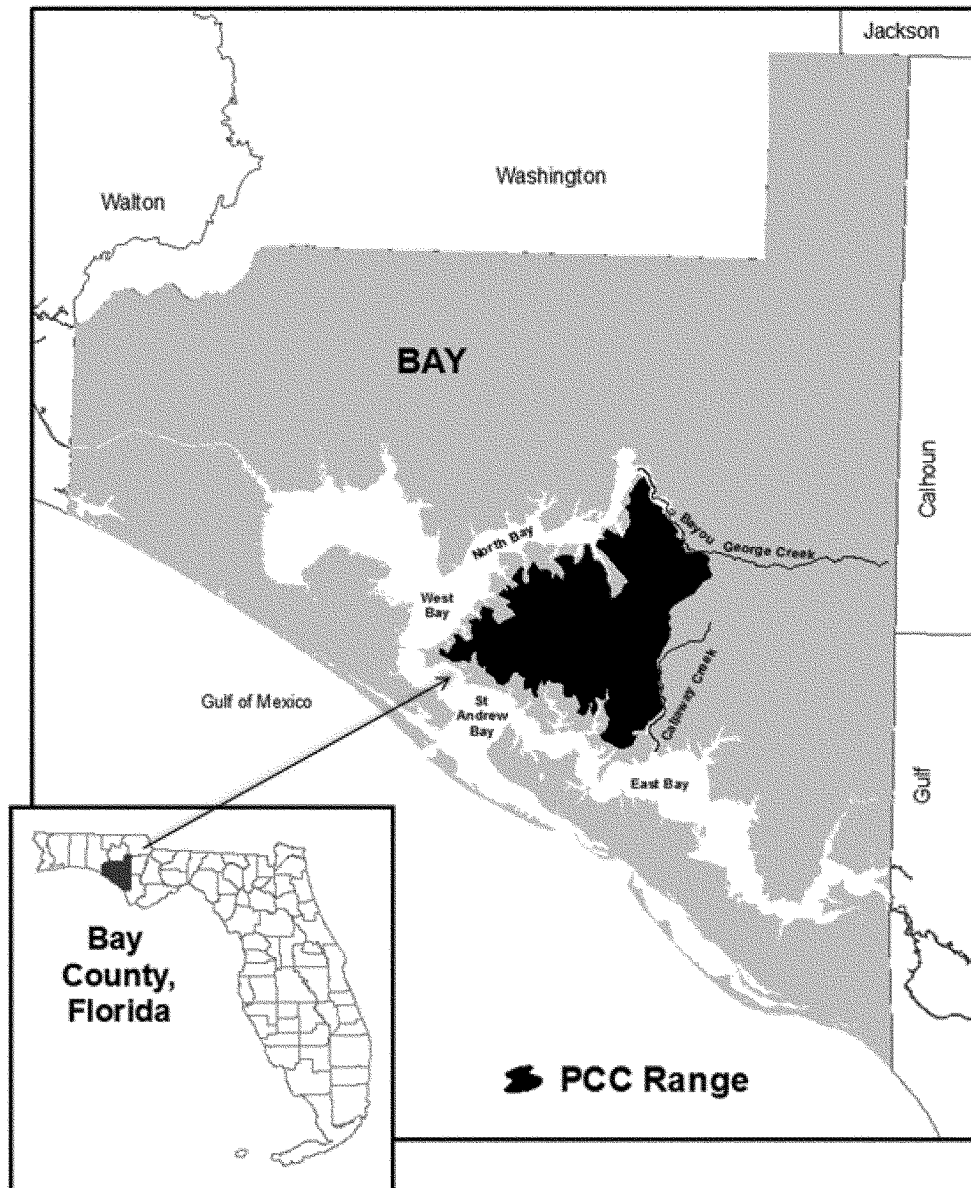 Jackson
Washington
Walton
BAY
Calhoun
North Bay
Bayou
George Creek
West
Bay
Callaway Creek
Gulf of Mexico
St
Andrew
Bay
East Bay
Gulf
Bay
County,
Florida
PCC Range